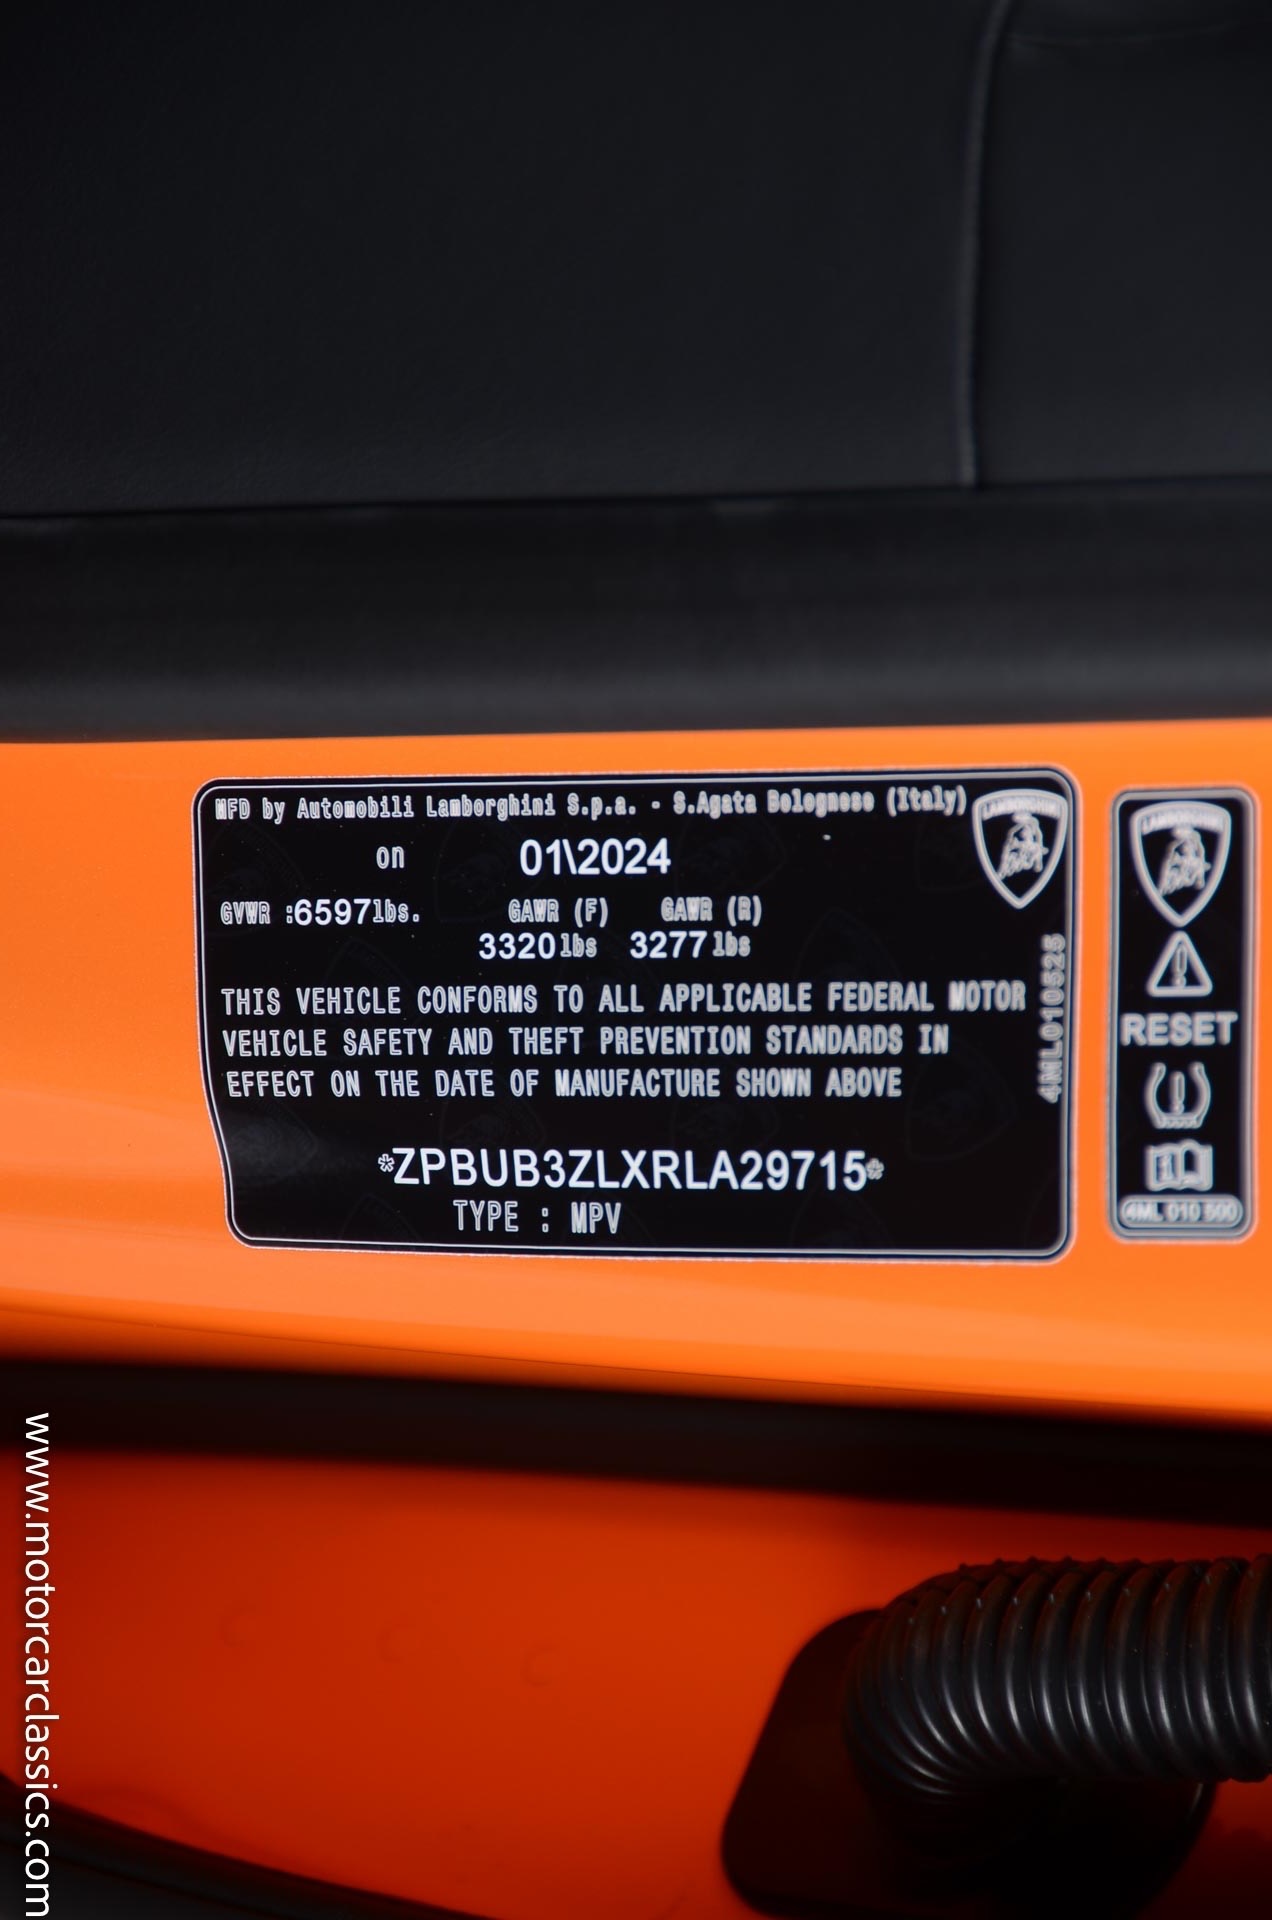 MFD by Automobili Lamborghini S.p.a. - S.Agata Bolognese (Italy)
LAMBORGHINI
on 01\2024
GVWR :6597lbs. GAWR (F) GAWR (R)
3320lbs 3277lbs
THIS VEHICLE CONFORMS TO ALL APPLICABLE FEDERAL MOTOR
VEHICLE SAFETY AND THEFT PREVENTION STANDARDS IN
EFFECT ON THE DATE OF MANUFACTURE SHOWN ABOVE
*ZPBUB3ZLXRLA29715*
TYPE : MPV
4ML010525
LAMBORGHINI
RESET
4ML 010 500
www.motorcarclassics.com